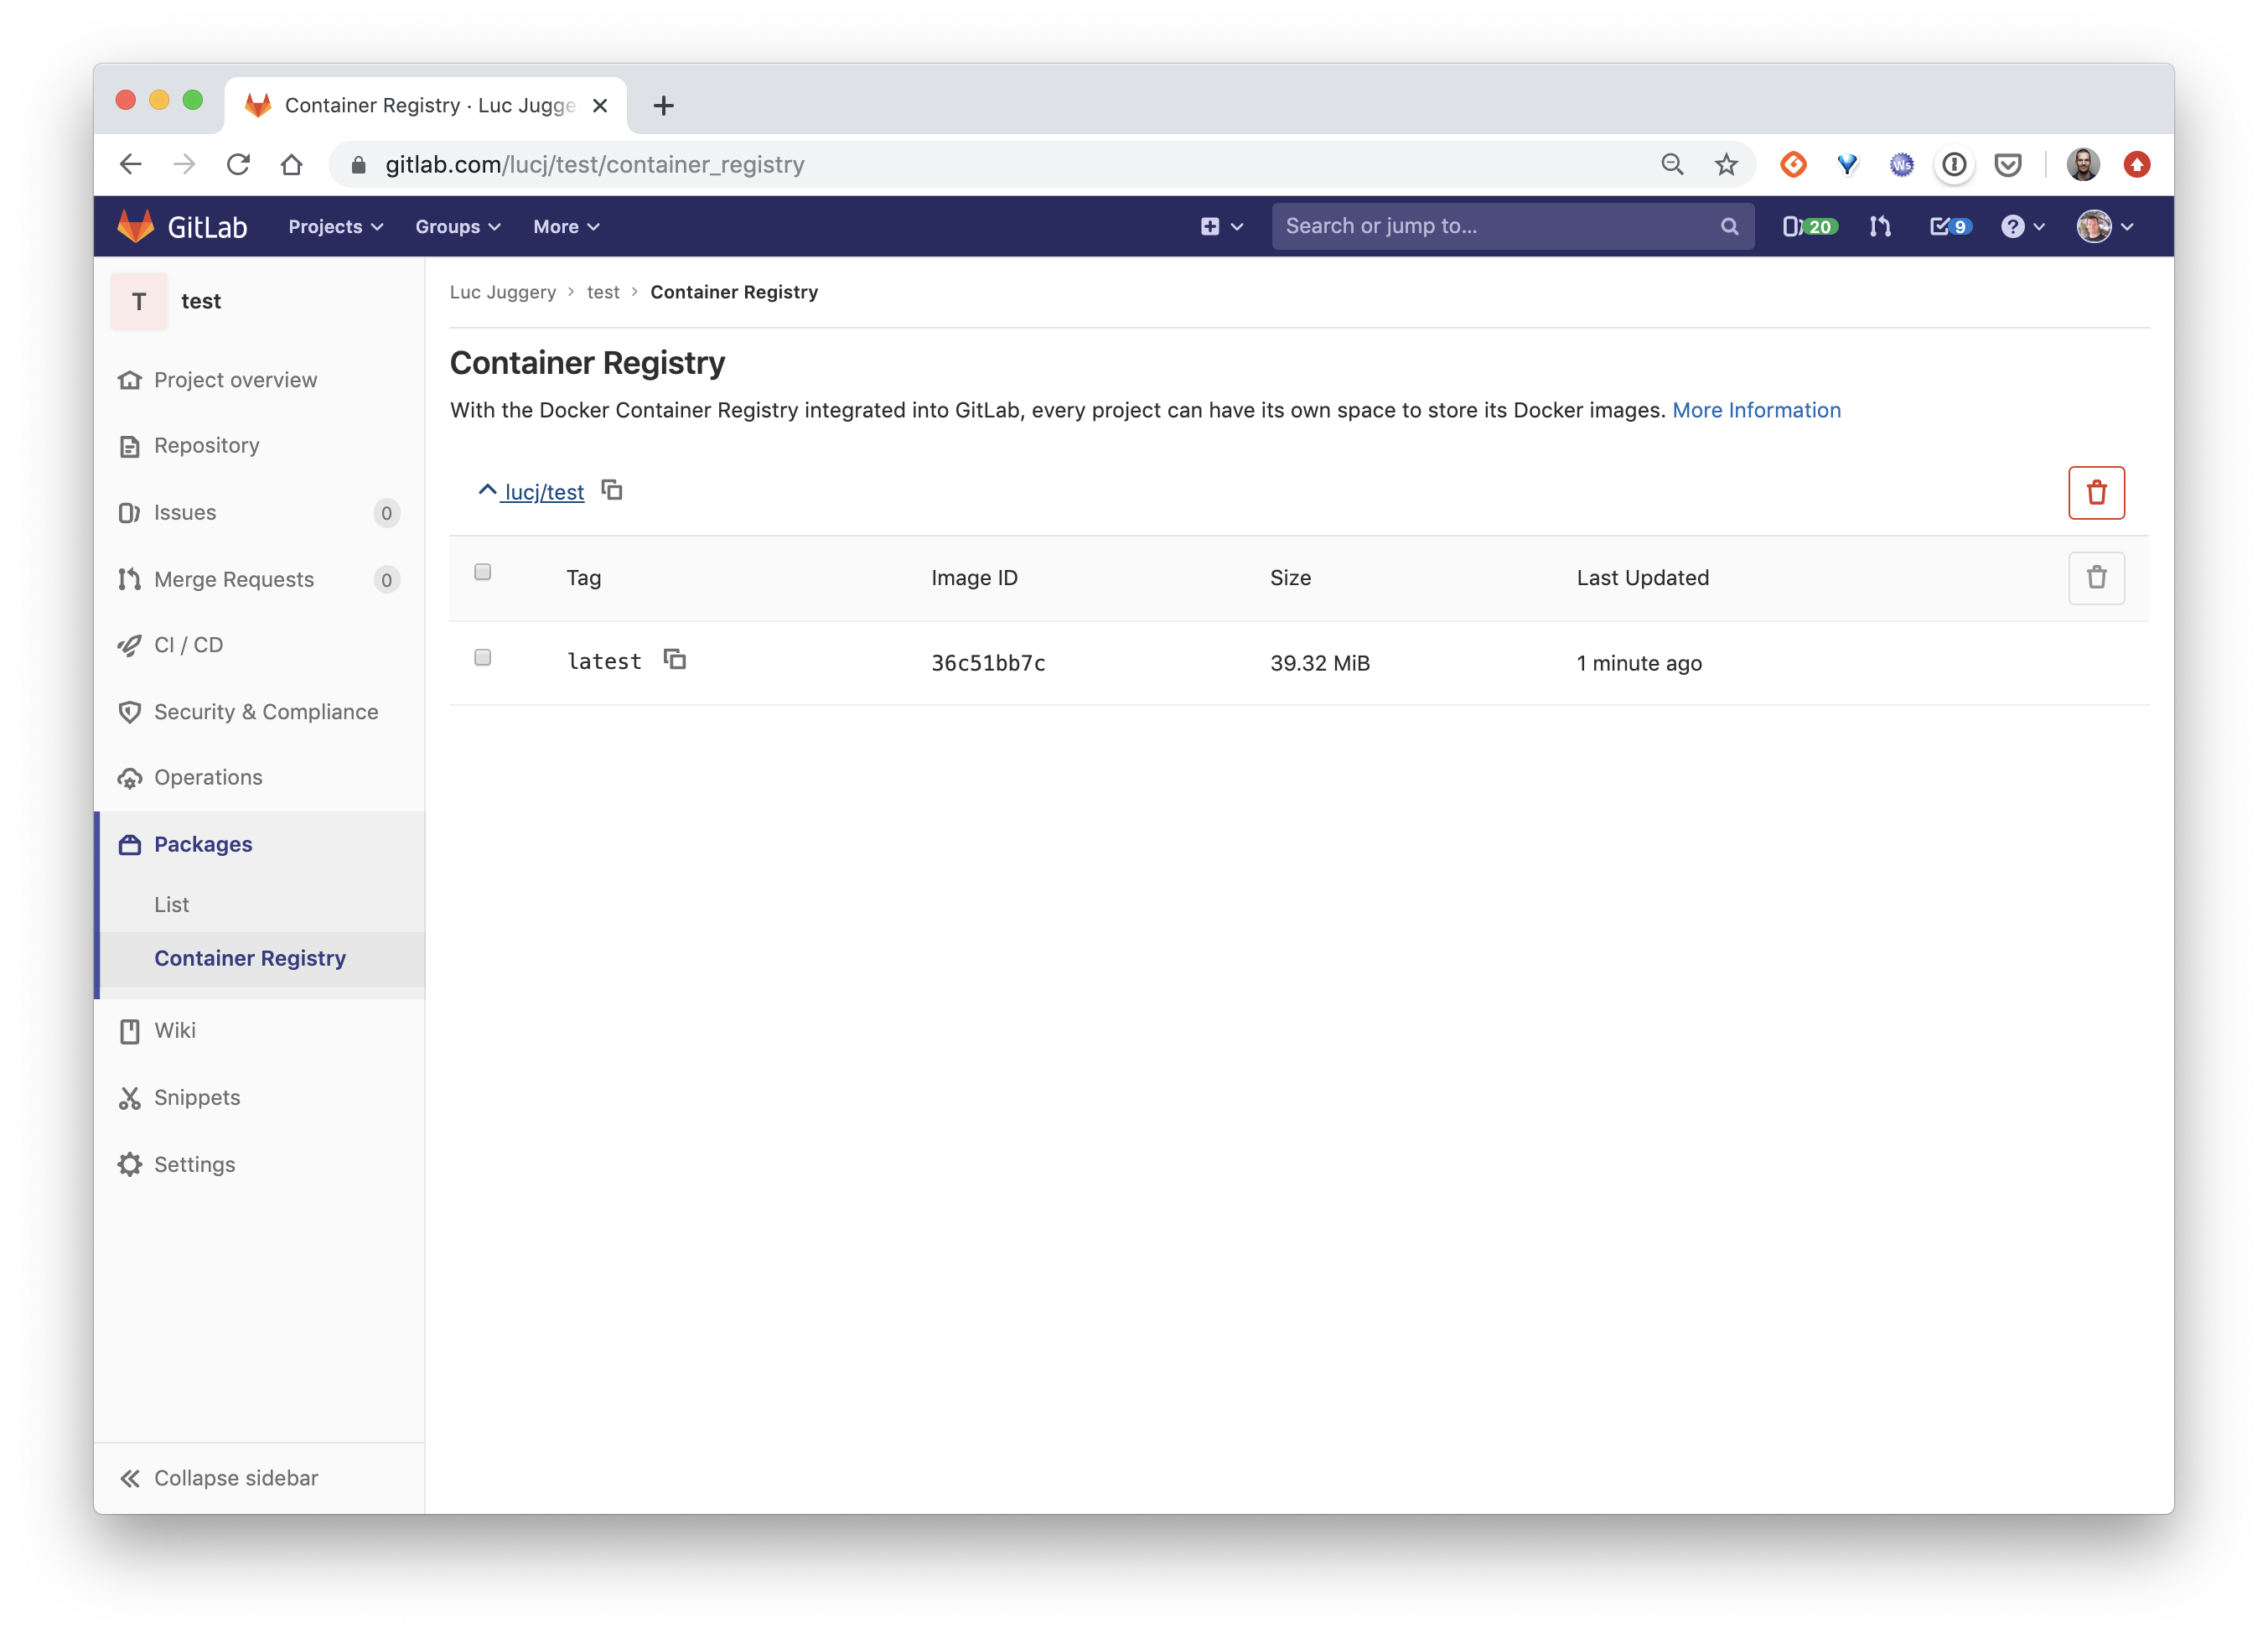 Container Registry · Luc Jugge
gitlab.com/lucj/test/container_registry
GitLab Projects Groups More Search or jump to... 20 9
T test
Project overview
Repository
Issues 0
Merge Requests 0
CI / CD
Security & Compliance
Operations
Packages
List
Container Registry
Wiki
Snippets
Settings
Collapse sidebar
Luc Juggery > test > Container Registry
Container Registry
With the Docker Container Registry integrated into GitLab, every project can have its own space to store its Docker images. More Information
lucj/test
Tag Image ID Size Last Updated
latest 36c51bb7c 39.32 MiB 1 minute ago